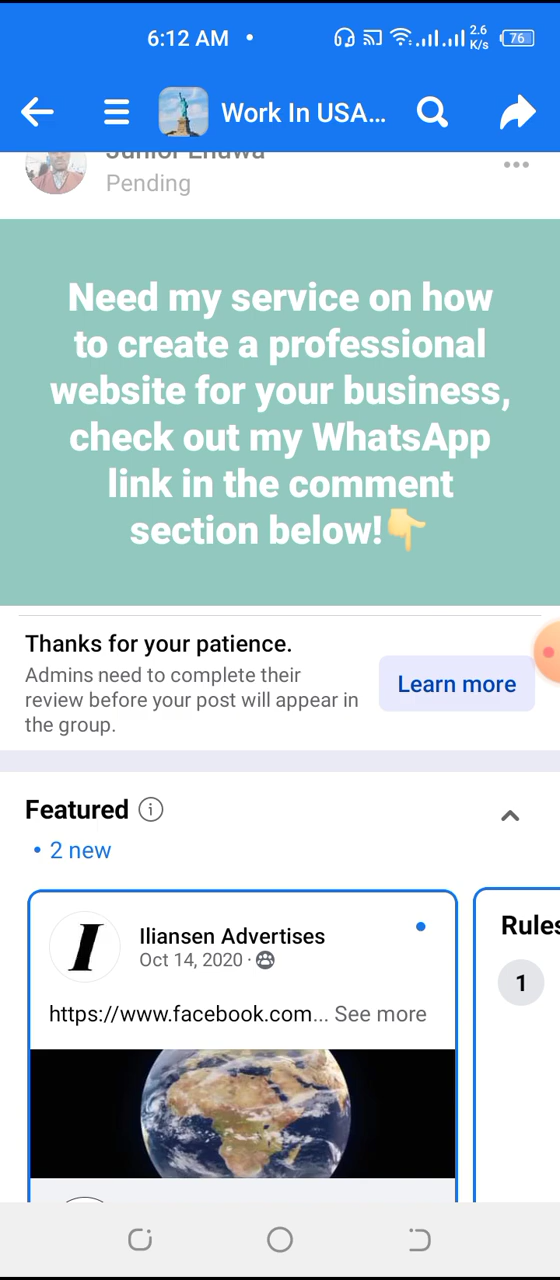 6:12 AM
2.6
K/s
76
Work In USA...
Pending
Need my service on how
to create a professional
website for your business,
check out my WhatsApp
link in the comment
section below!👇
Thanks for your patience.
Admins need to complete their
review before your post will appear in
the group.
Learn more
Featured
• 2 new
I
Iliansen Advertises
Oct 14, 2020 ·
https://www.facebook.com... See more
Rules
1